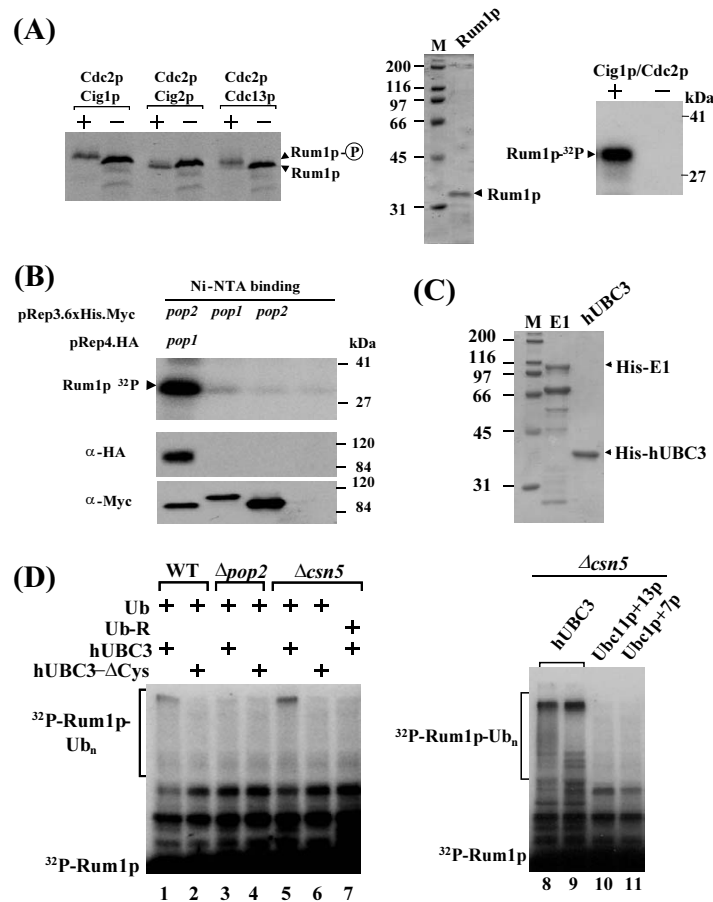 (A)
Cdc2p Cdc2p Cdc2p
Cig1p Cig2p Cdc13p
+ − + − + −
Rum1p-Ⓟ
Rum1p
M Rum1p
200
116
97
66
45
31
Rum1p
Cig1p/Cdc2p
+ −
kDa
41
Rum1p-³²P
27
(B)
Ni-NTA binding
pRep3.6xHis.Myc pop2 pop1 pop2
pRep4.HA pop1
kDa
41
Rum1p ³²P
27
α-HA
120
84
α-Myc
120
84
(C)
M E1 hUBC3
200
116
97
66
45
31
His-E1
His-hUBC3
(D)
WT Δpop2 Δcsn5
Ub + + + + + +
Ub-R +
hUBC3 + + + +
hUBC3−ΔCys + + +
³²P-Rum1p-
Ubₙ
³²P-Rum1p
1 2 3 4 5 6 7
Δcsn5
hUBC3 Ubc11p+13p Ubc1p+7p
³²P-Rum1p-Ubₙ
³²P-Rum1p
8 9 10 11